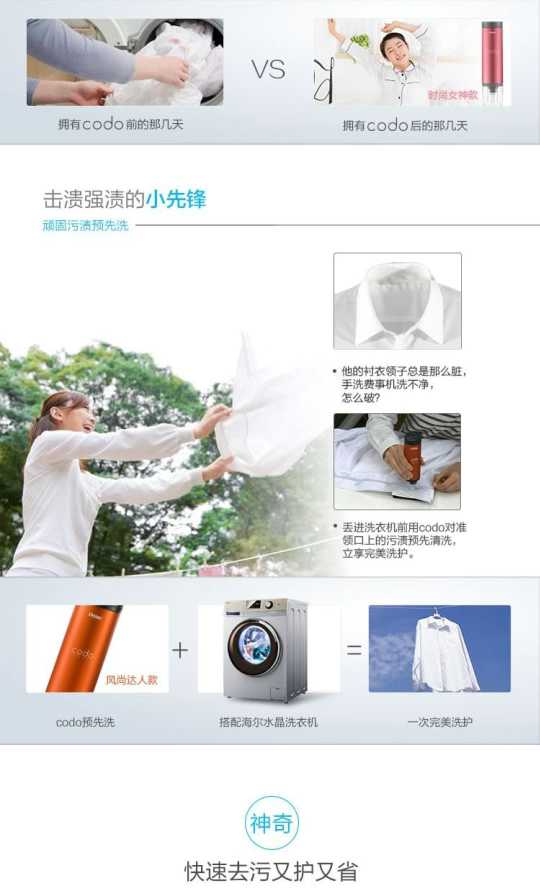 VS
时尚女神款
拥有codo前的那几天
拥有codo后的那几天
击溃强渍的小先锋
顽固污渍预先洗
• 他的衬衣领子总是那么脏，
手洗费事机洗不净，
怎么破?
• 丢进洗衣机前用codo对准
领口上的污渍预先清洗，
立享完美洗护。
codo
风尚达人款
+
=
codo预先洗
搭配海尔水晶洗衣机
一次完美洗护
神奇
快速去污又护又省